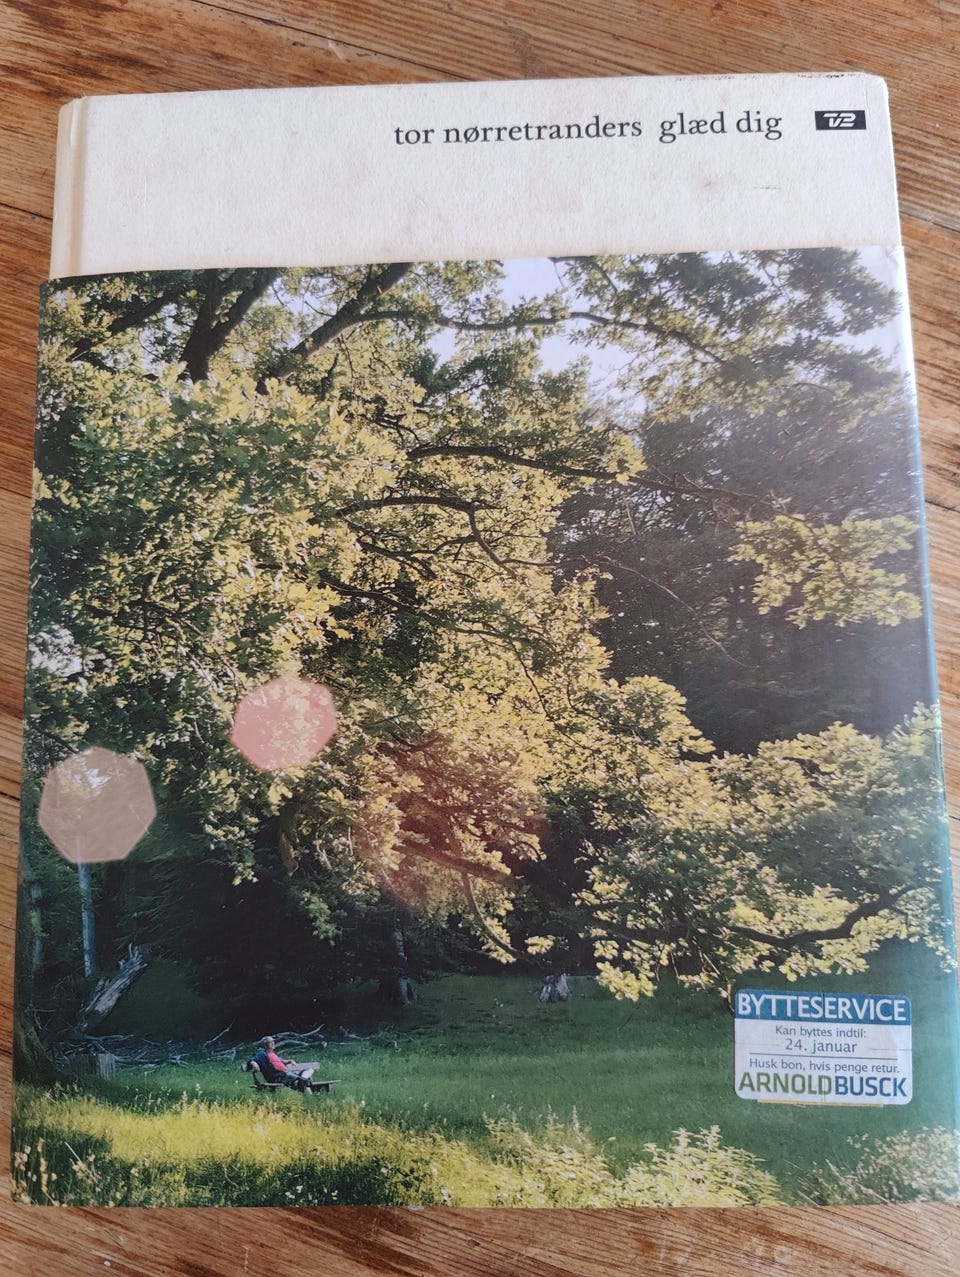 tor nørretranders glæd dig TV2
BYTTESERVICE
Kan byttes indtil:
24. januar
Husk bon, hvis penge retur.
ARNOLDBUSCK